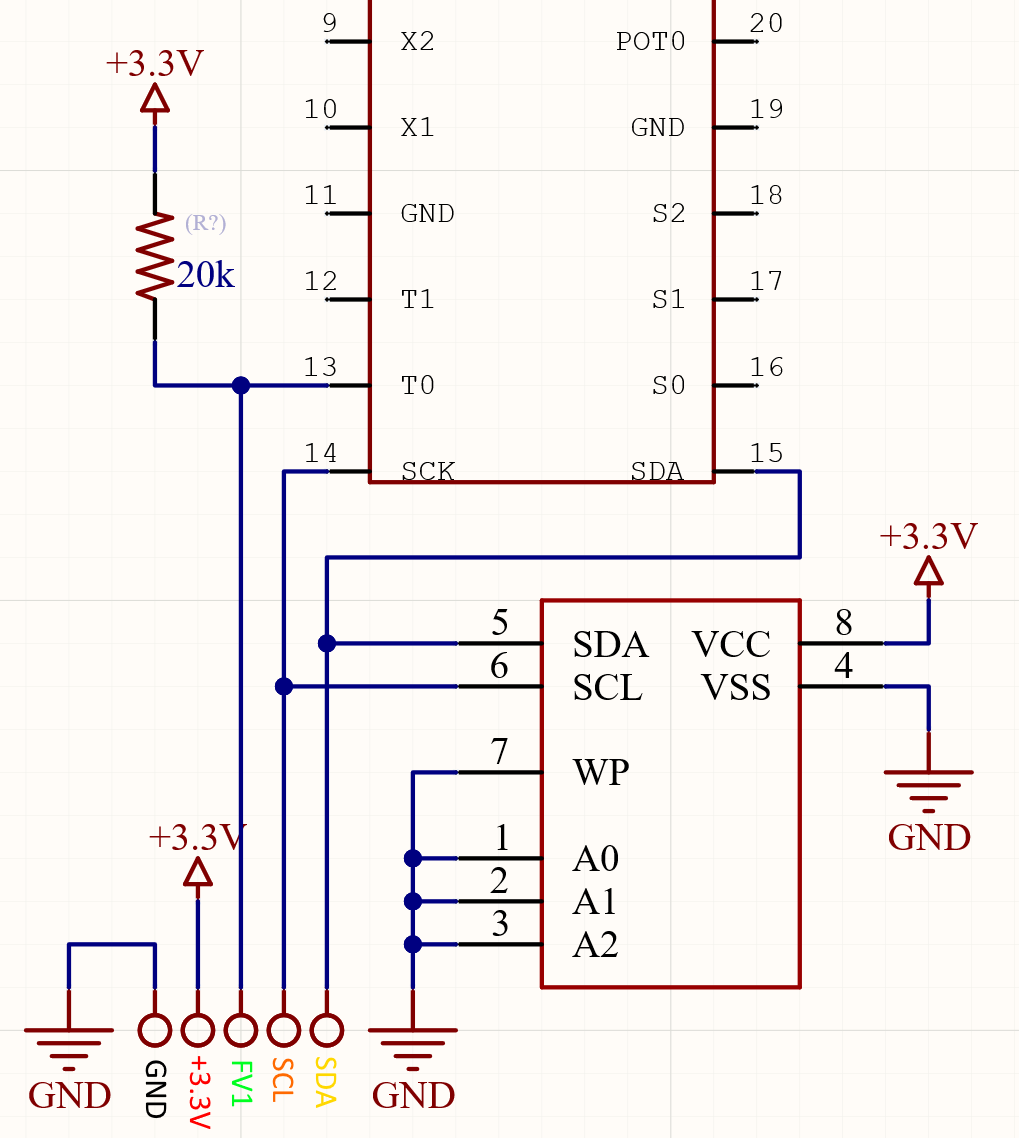 9 X2 POT0 20
+3.3V
10 X1 GND 19
11 GND S2 18
(R?)
20k
12 T1 S1 17
13 T0 S0 16
14 SCK SDA 15
+3.3V
5 SDA VCC 8
6 SCL VSS 4
7 WP
GND
+3.3V
1 A0
2 A1
3 A2
GND
GND
+3.3V
FV1
SCL
SDA
GND